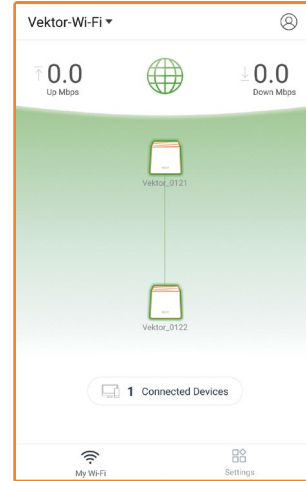 Vektor-Wi-Fi
0.0
Up Mbps
0.0
Down Mbps
Vektor_0121
Vektor_0122
1 Connected Devices
My Wi-Fi
Settings